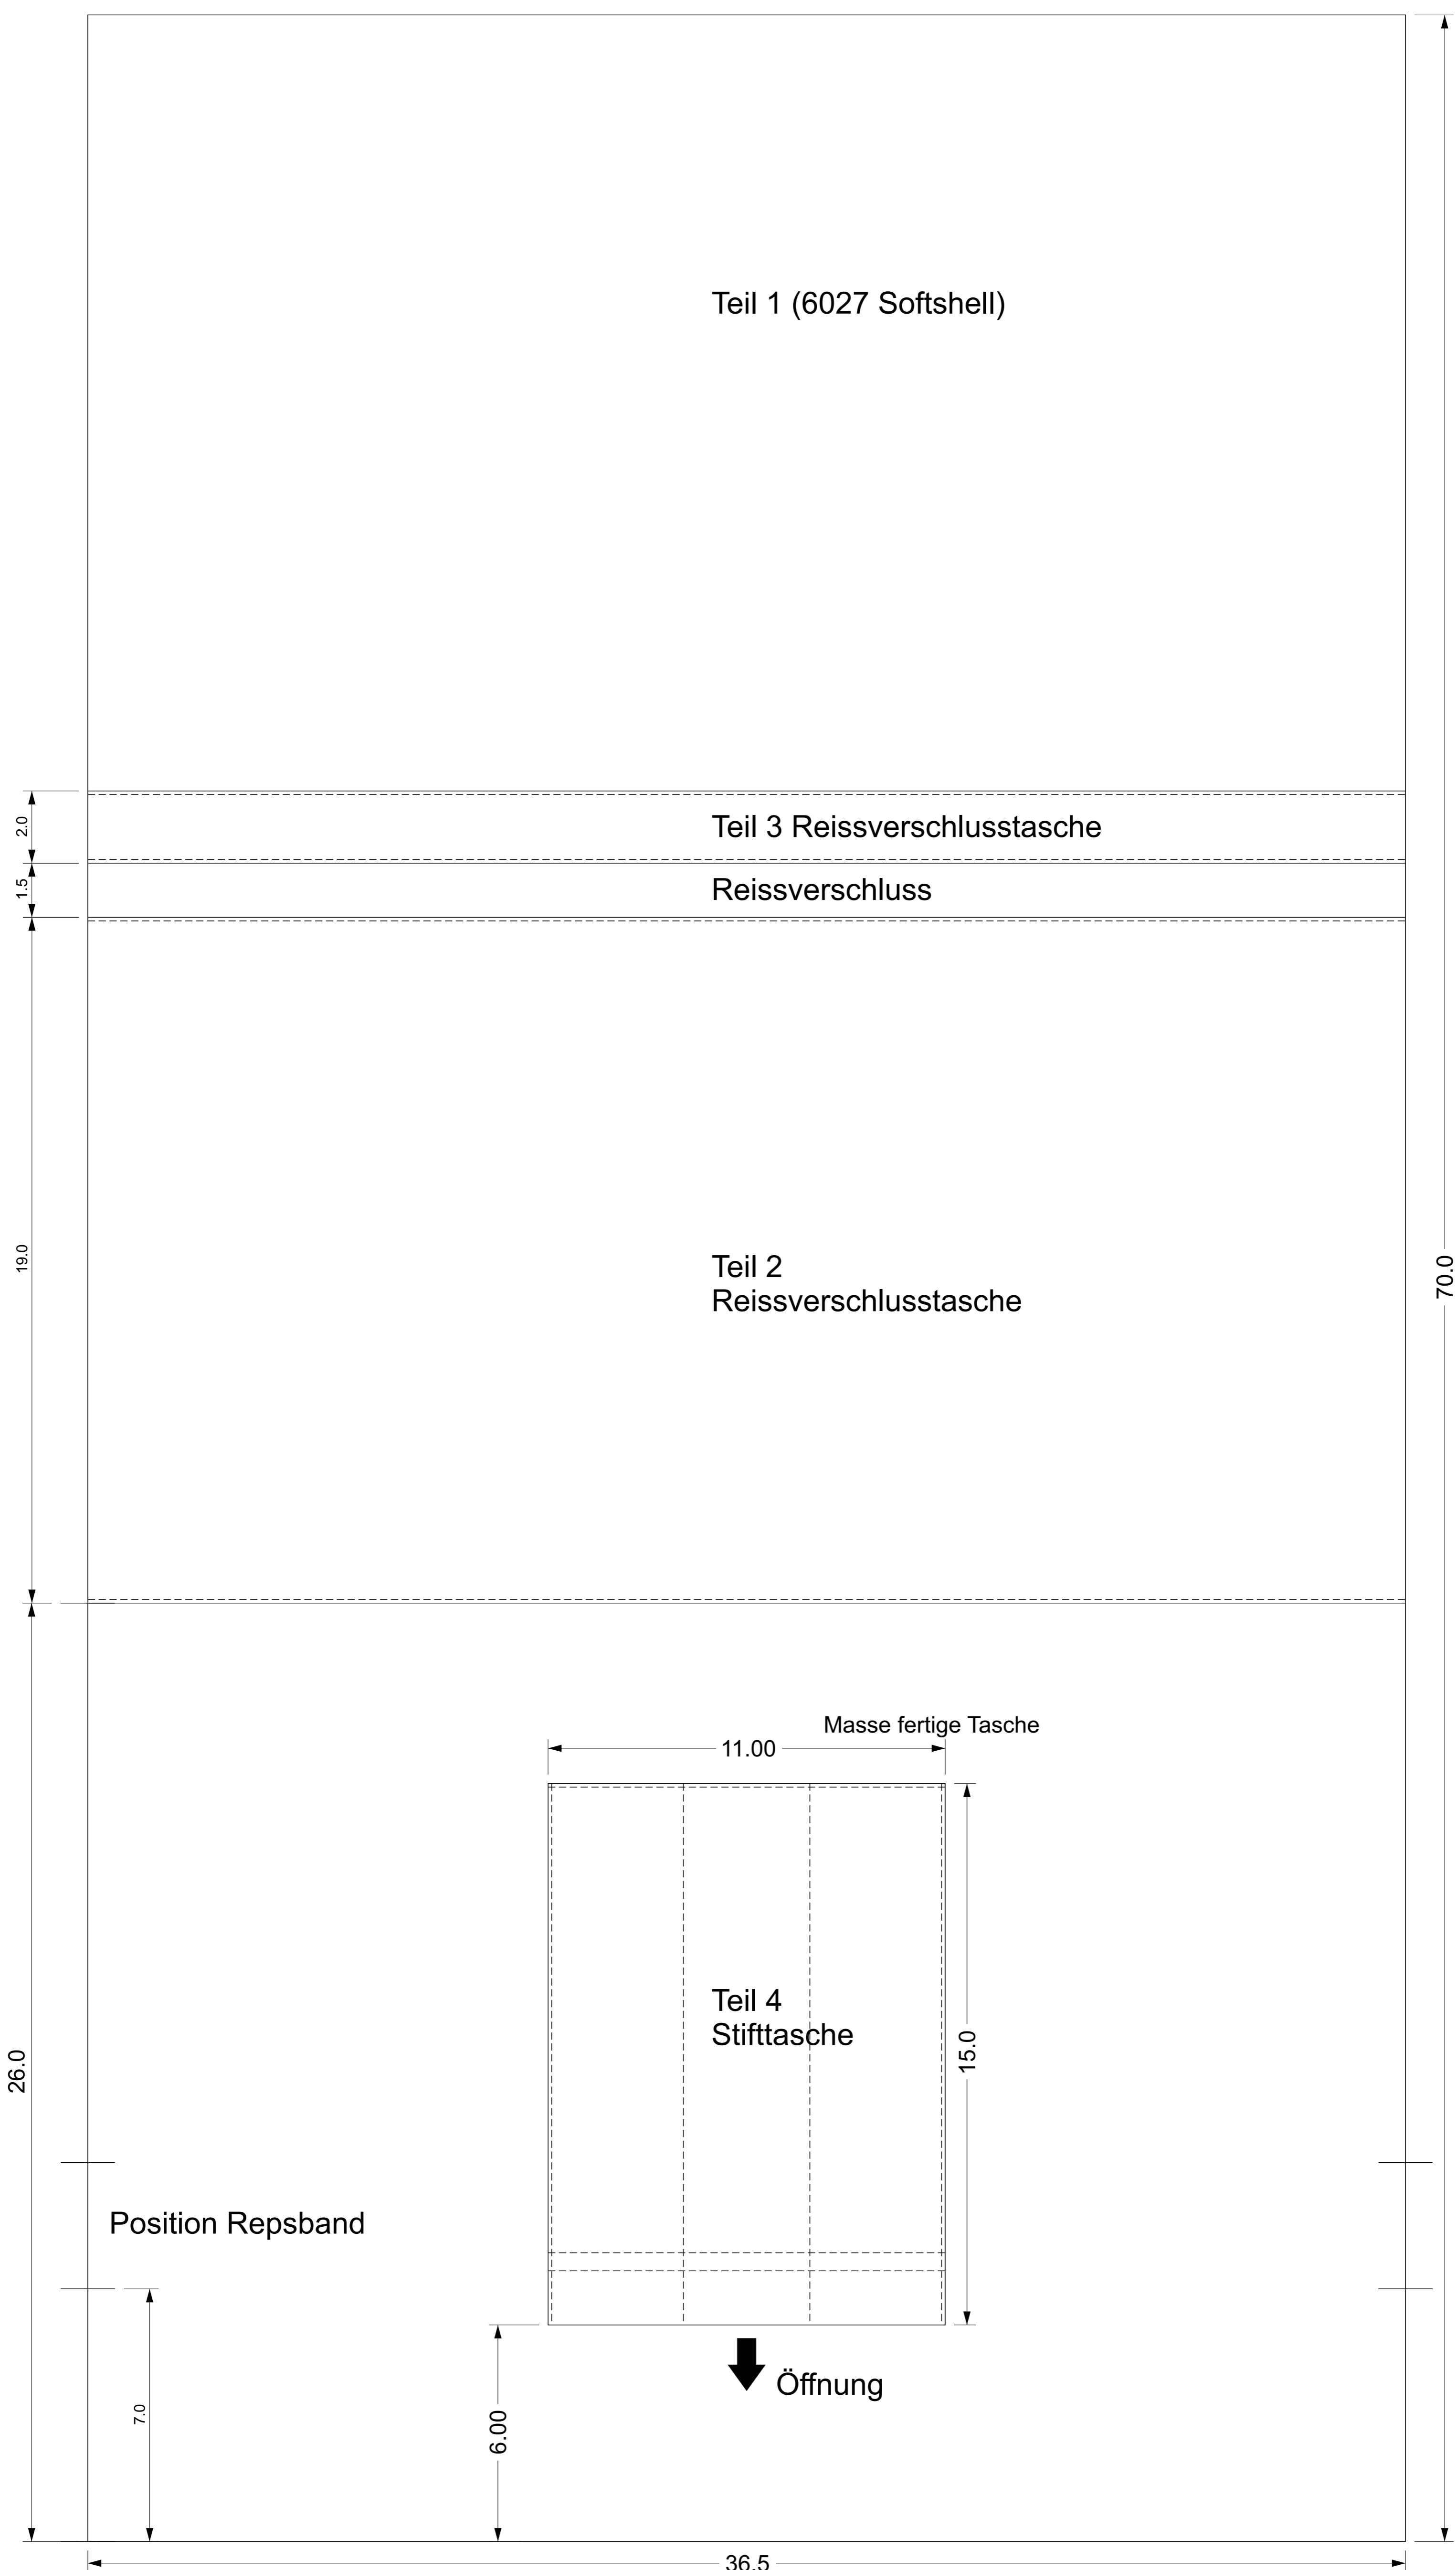 Teil 1 (6027 Softshell)
2.0
Teil 3 Reissverschlusstasche
1.5
Reissverschluss
19.0
70.0
Teil 2
Reissverschlusstasche
Masse fertige Tasche
11.00
Teil 4
Stifttasche
15.0
26.0
Position Repsband
7.0
6.00
Öffnung
36.5